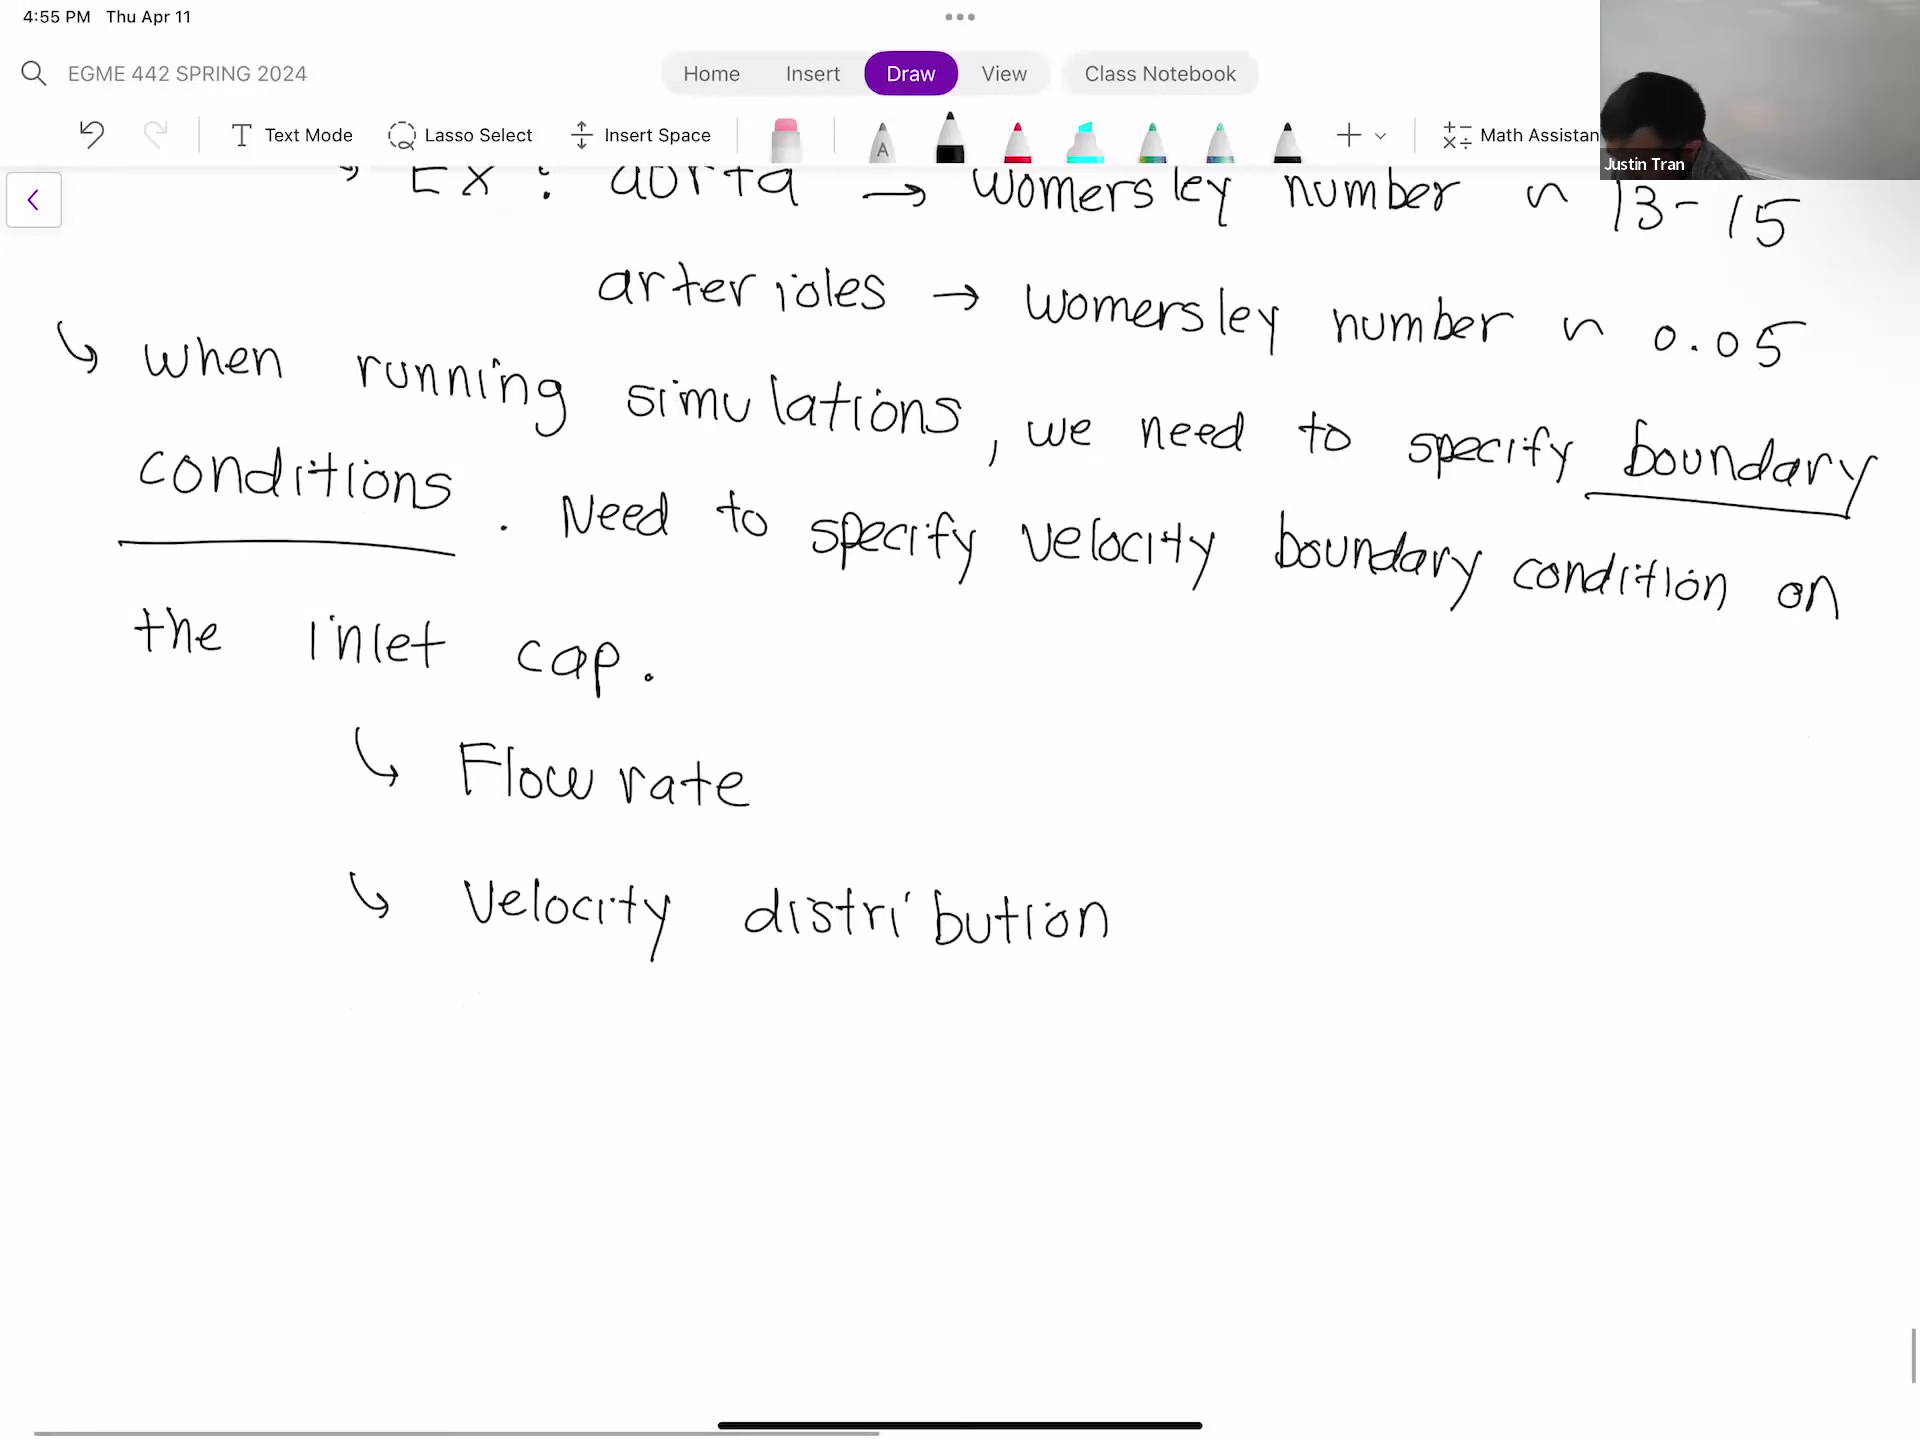 4:55 PM Thu Apr 11
EGME 442 SPRING 2024
Home Insert Draw View Class Notebook
Text Mode Lasso Select Insert Space A Math Assistan
Justin Tran
Ex : aorta → Womersley number ~ 13-15
arterioles → Womersley number ~ 0.05
↳ When running simulations, we need to specify boundary
conditions. Need to specify velocity boundary condition on
the inlet cap.
↳ Flow rate
↳ Velocity distribution